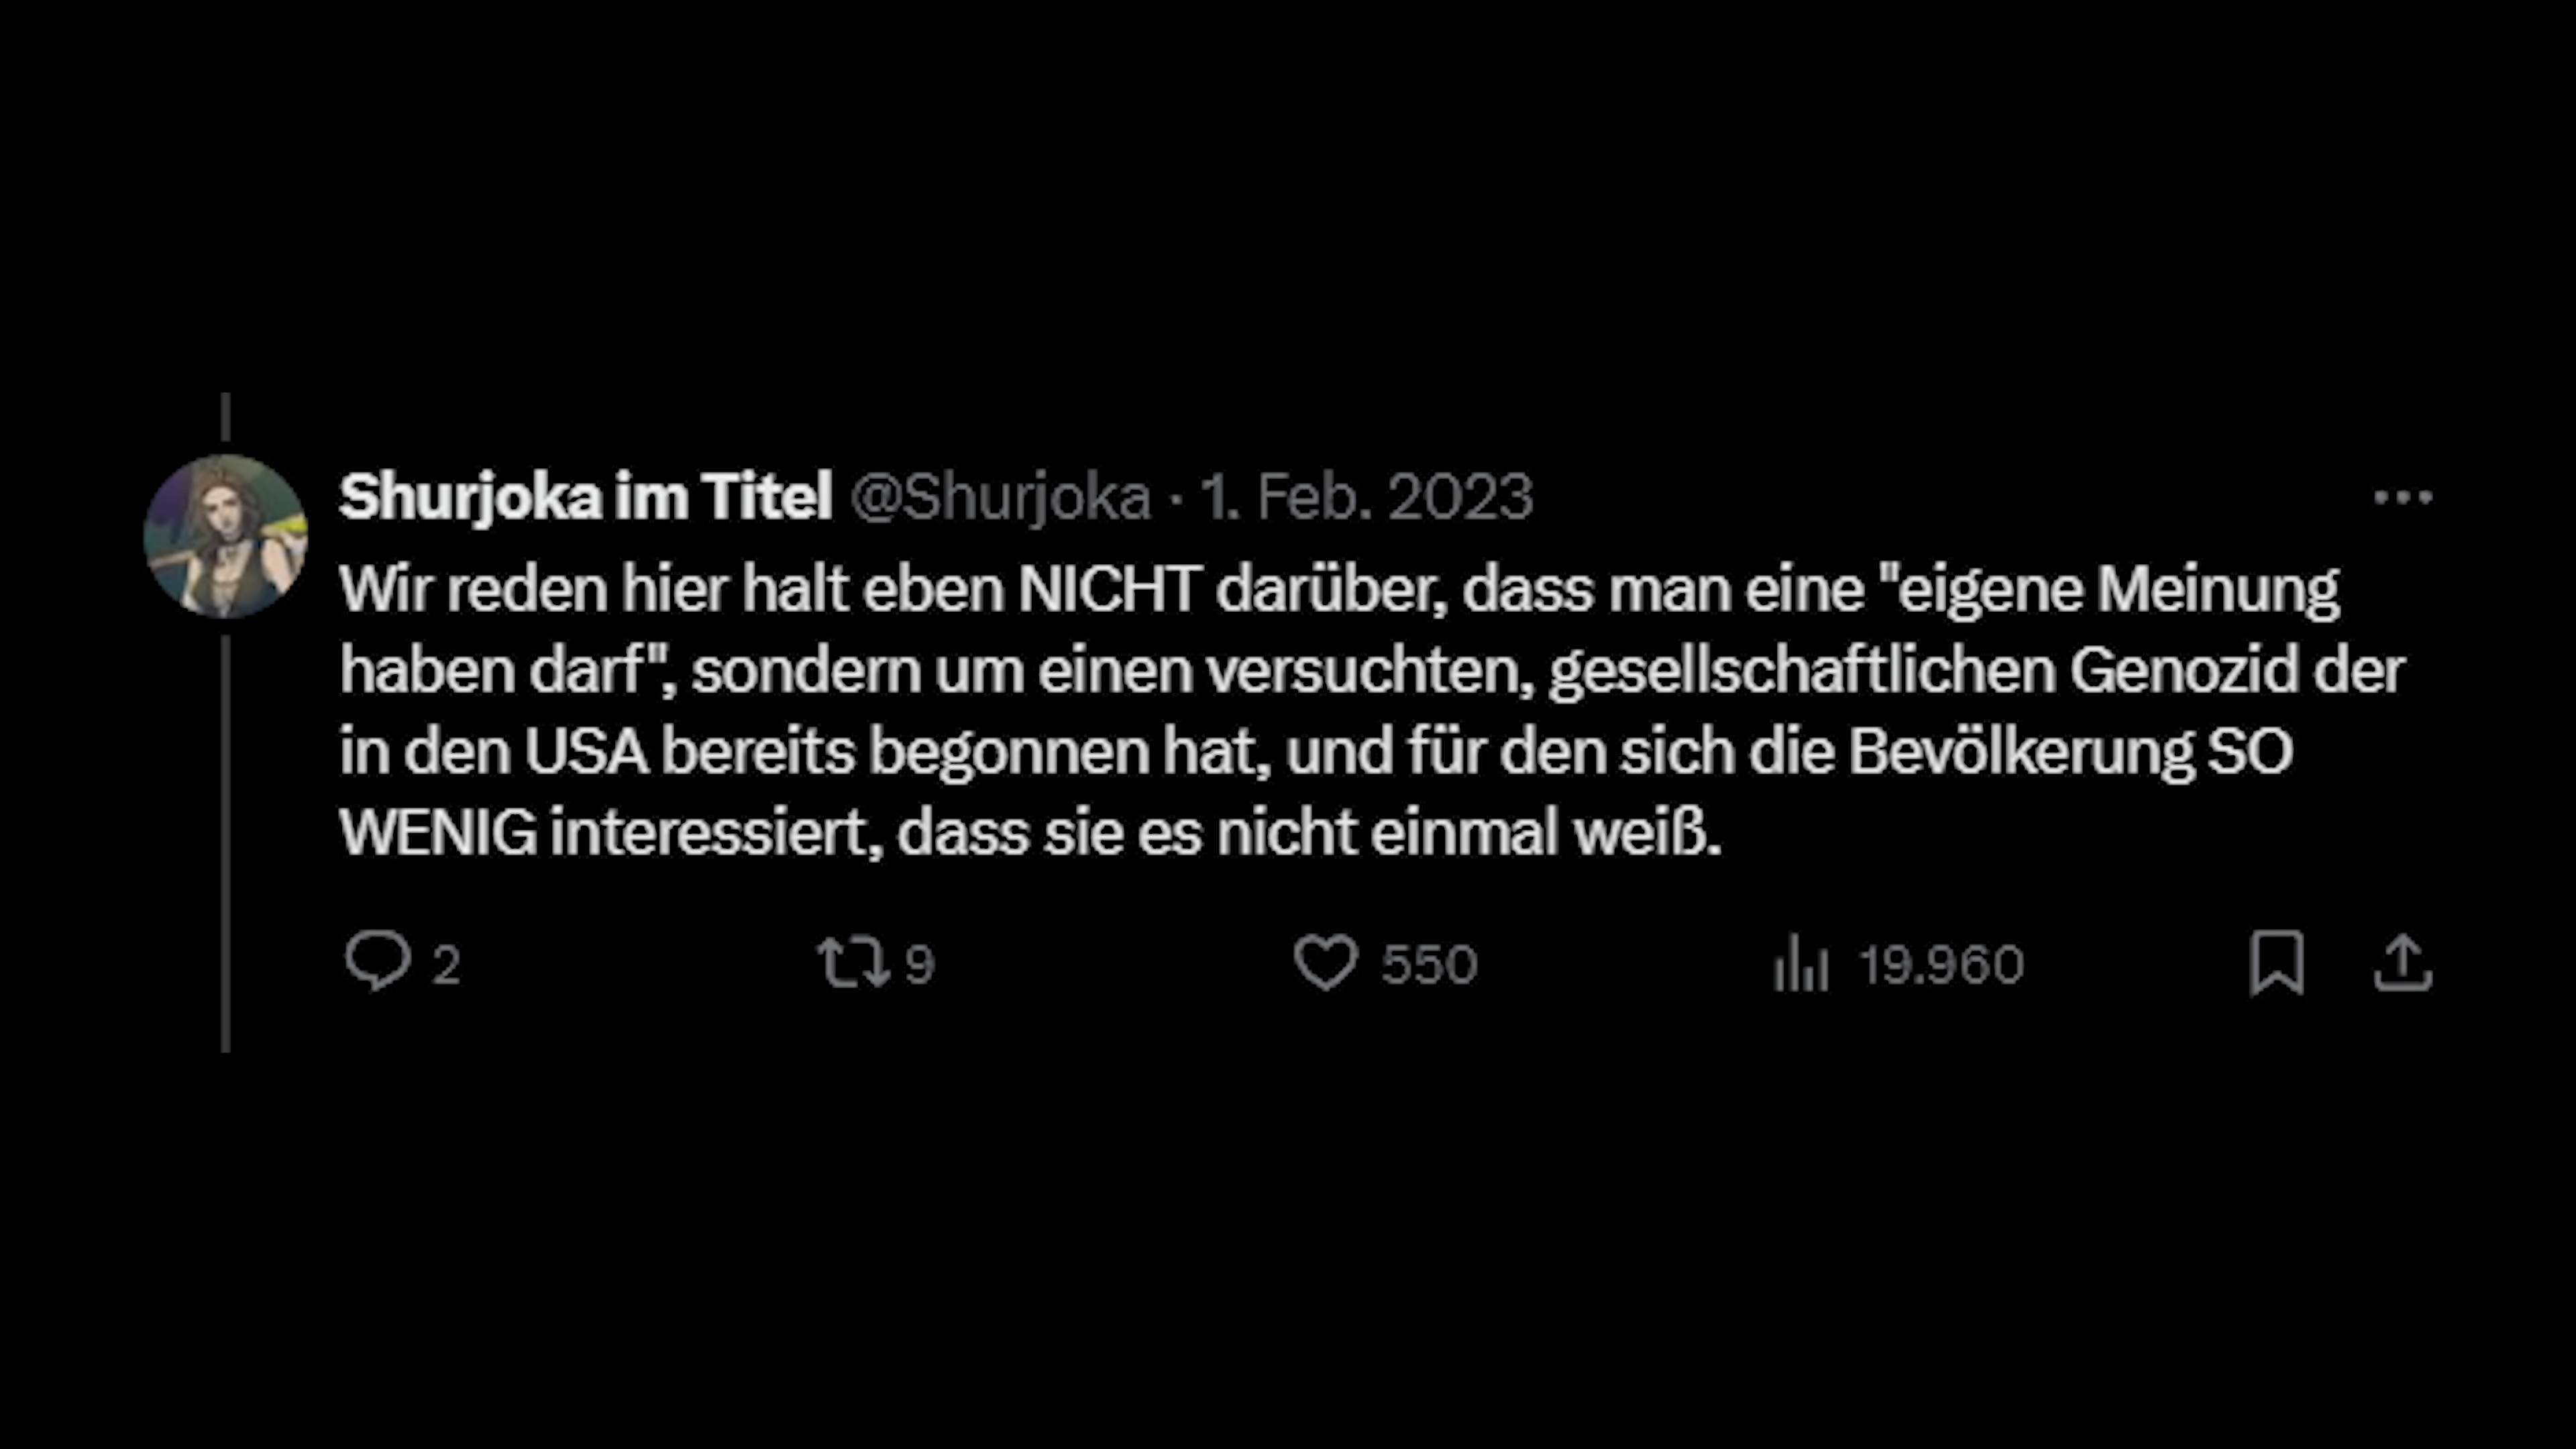 Shurjoka im Titel @Shurjoka · 1. Feb. 2023
Wir reden hier halt eben NICHT darüber, dass man eine "eigene Meinung
haben darf", sondern um einen versuchten, gesellschaftlichen Genozid der
in den USA bereits begonnen hat, und für den sich die Bevölkerung SO
WENIG interessiert, dass sie es nicht einmal weiß.
2 9 550 19.960